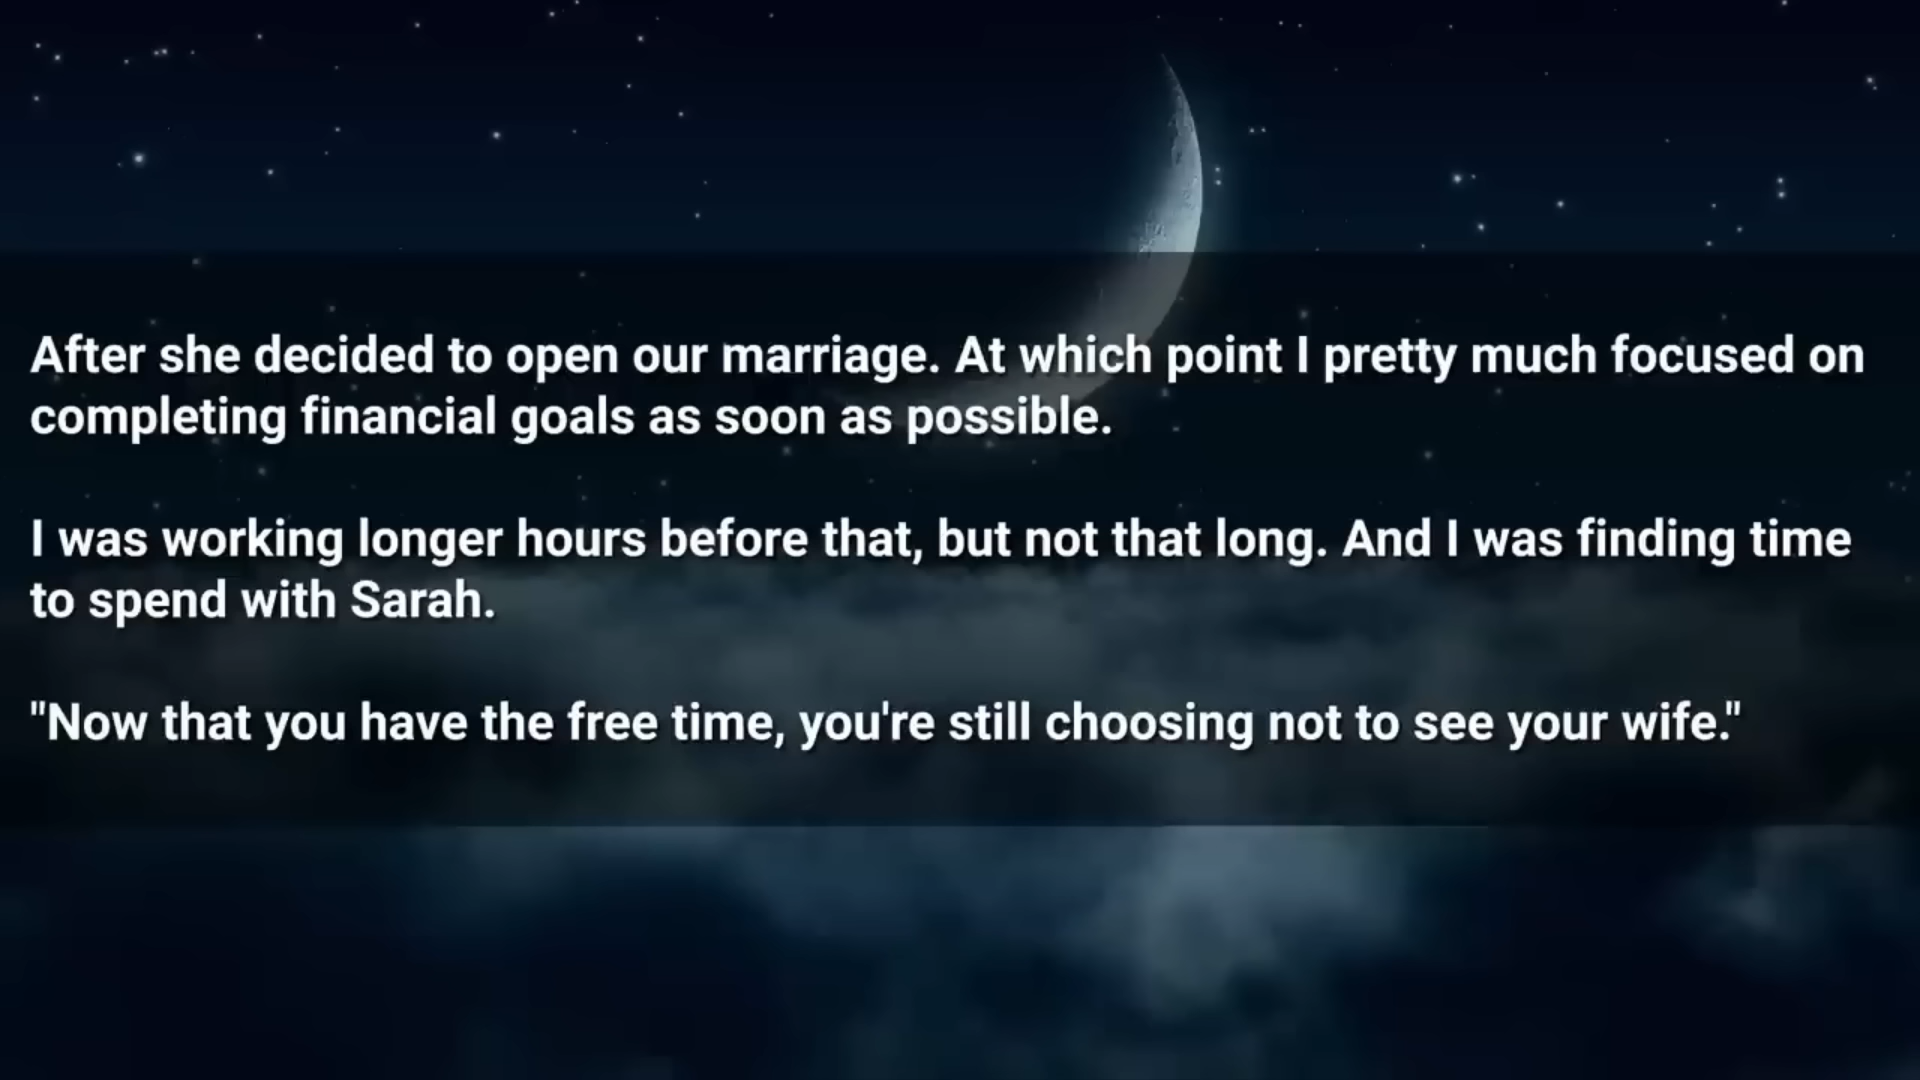 After she decided to open our marriage. At which point I pretty much focused on
completing financial goals as soon as possible.
I was working longer hours before that, but not that long. And I was finding time
to spend with Sarah.
"Now that you have the free time, you're still choosing not to see your wife."